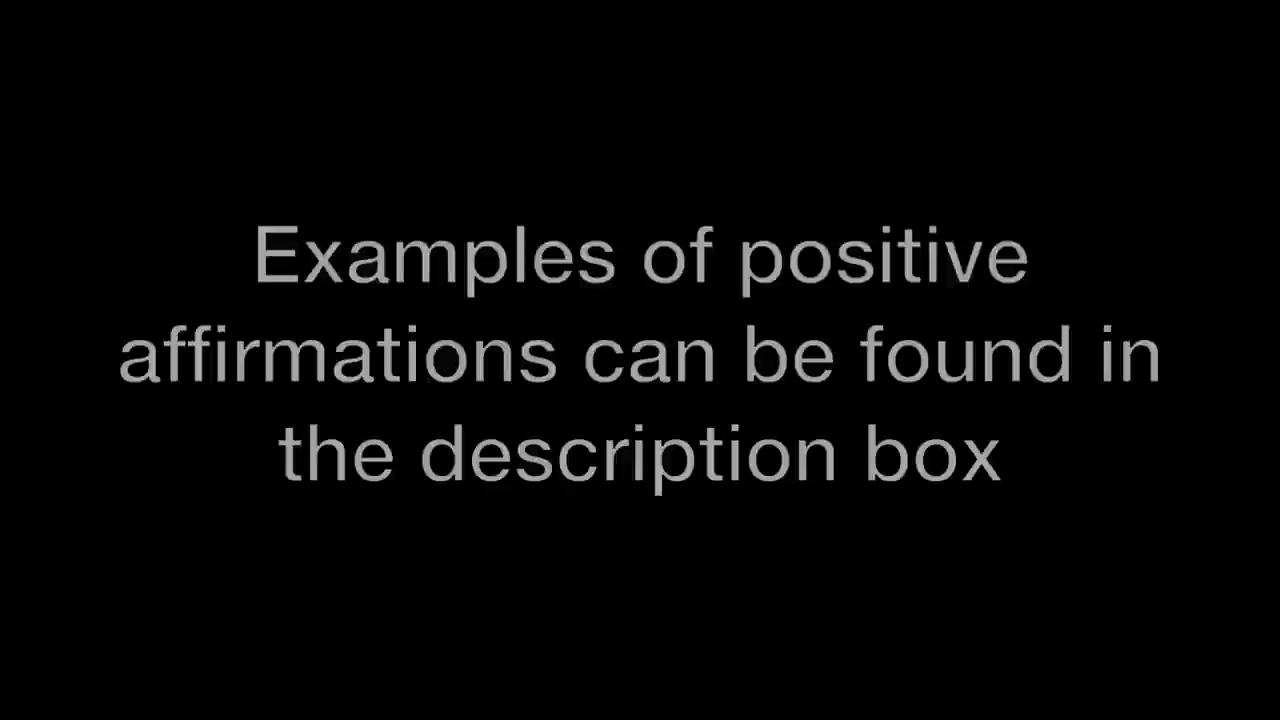 Examples of positive
affirmations can be found in
the description box